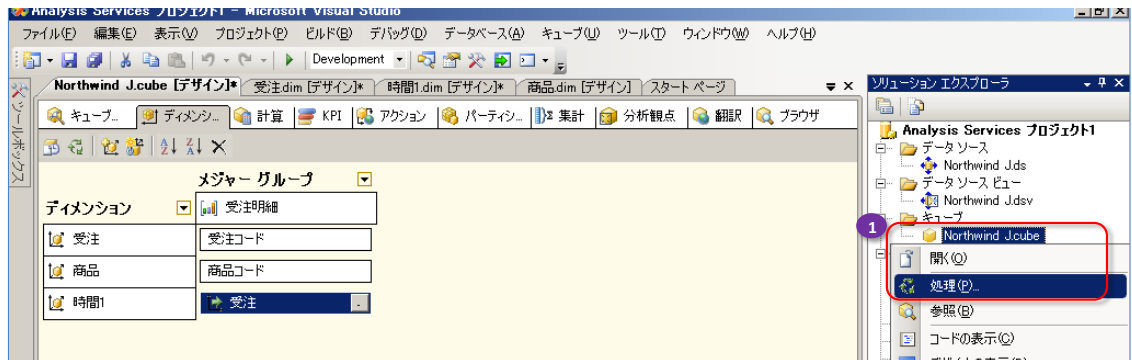 Analysis Services プロジェクト1 - Microsoft Visual Studio
ファイル(F) 編集(E) 表示(V) プロジェクト(P) ビルド(B) デバッグ(D) データベース(A) キューブ(U) ツール(T) ウィンドウ(W) ヘルプ(H)
Development
Northwind J.cube [デザイン]* 受注.dim [デザイン]* 時間1.dim [デザイン]* 商品.dim [デザイン] スタート ページ
ソリューション エクスプローラ
ツールボックス
キューブ... ディメンシ... 計算 KPI アクション パーティシ... 集計 分析観点 翻訳 ブラウザ
メジャー グループ
ディメンション 受注明細
受注 受注コード
商品 商品コード
時間1 受注
Analysis Services プロジェクト1
データ ソース
Northwind J.ds
データ ソース ビュー
Northwind J.dsv
キューブ
1
Northwind J.cube
開く(O)
処理(P)...
参照(B)
コードの表示(C)